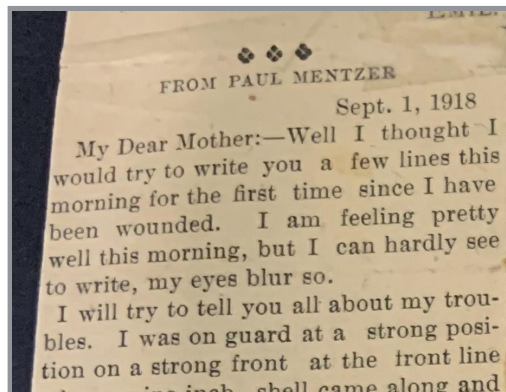 EMIL.
FROM PAUL MENTZER
Sept. 1, 1918
My Dear Mother:—Well I thought I
would try to write you a few lines this
morning for the first time since I have
been wounded. I am feeling pretty
well this morning, but I can hardly see
to write, my eyes blur so.
I will try to tell you all about my trou-
bles. I was on guard at a strong posi-
tion on a strong front at the front line
inch shell came along and